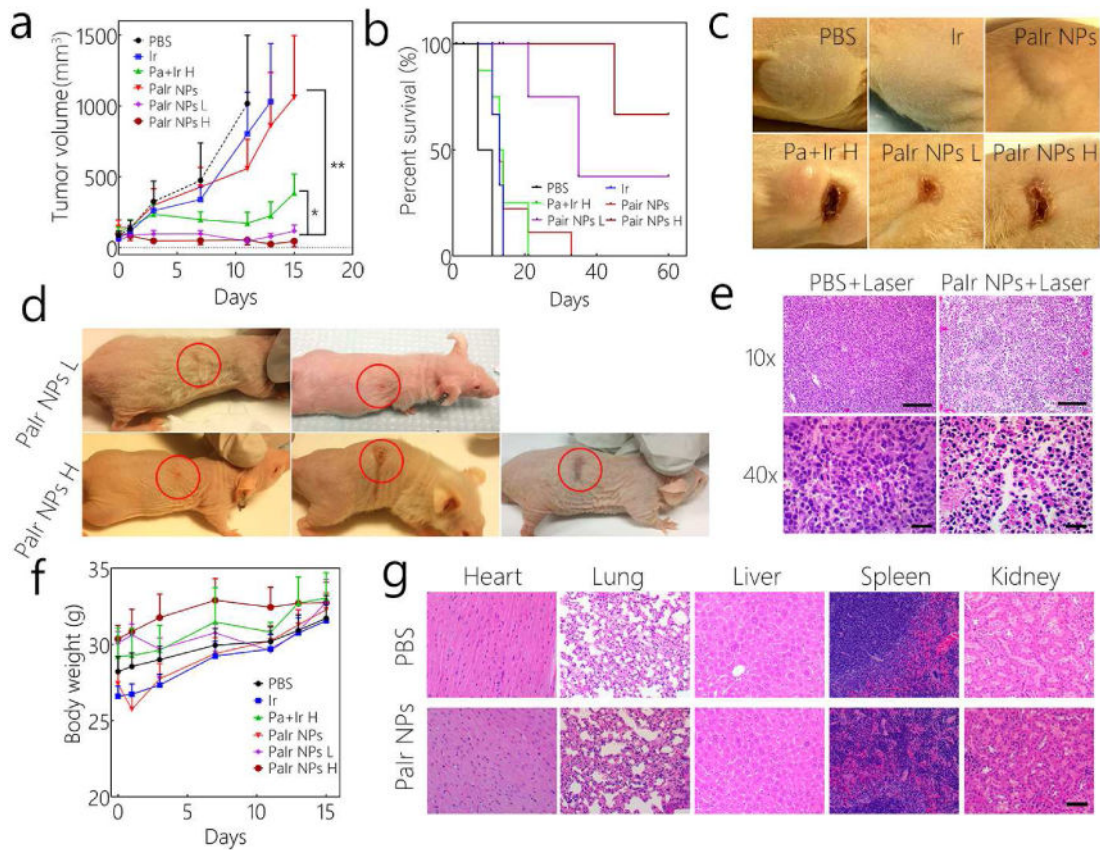 a
Tumor volume (mm³)
1500
1000
500
0
0 5 10 15 20
Days
PBS
Ir
Pa+Ir H
PaIr NPs
PaIr NPs L
PaIr NPs H
**
*
b
Percent survival (%)
100
50
0
0 20 40 60
Days
PBS Ir
Pa+Ir H PaIr NPs
PaIr NPs L PaIr NPs H
c
PBS Ir PaIr NPs
Pa+Ir H PaIr NPs L PaIr NPs H
d
PaIr NPs L
PaIr NPs H
e
PBS+Laser PaIr NPs+Laser
10x
40x
f
Body weight (g)
35
30
25
20
0 5 10 15
Days
PBS
Ir
Pa+Ir H
PaIr NPs
PaIr NPs L
PaIr NPs H
g
Heart Lung Liver Spleen Kidney
PBS
PaIr NPs